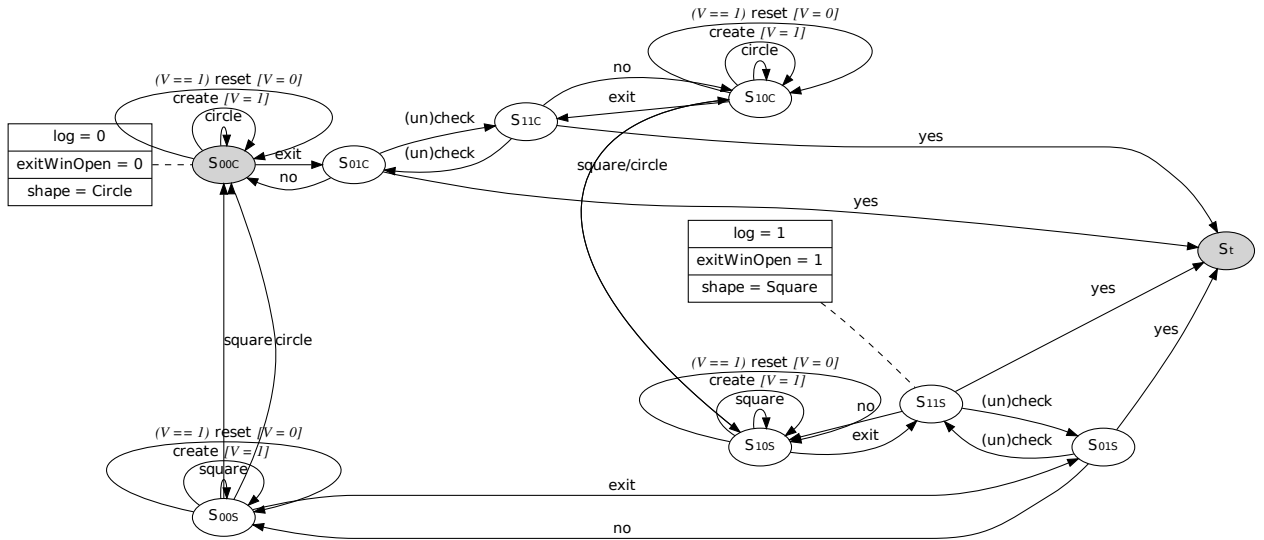 (V == 1) reset [V = 0]
create [V = 1]
circle
S10C
no
exit
(V == 1) reset [V = 0]
create [V = 1]
circle
S00C
log = 0
exitWinOpen = 0
shape = Circle
exit
no
S01C
(un)check
(un)check
S11C
yes
square/circle
yes
log = 1
exitWinOpen = 1
shape = Square
St
yes
yes
square
circle
(V == 1) reset [V = 0]
create [V = 1]
square
S10S
no
exit
S11S
(un)check
(un)check
S01S
(V == 1) reset [V = 0]
create [V = 1]
square
S00S
exit
no